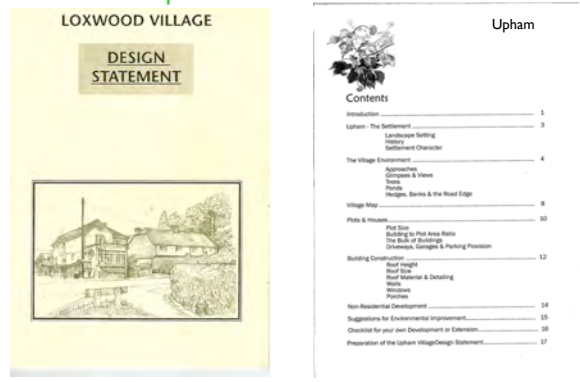 LOXWOOD VILLAGE
DESIGN
STATEMENT
Upham
Contents
Introduction 1
Upham - The Settlement 3
Landscape Setting
History
Settlement Character
The Village Environment 4
Approaches
Glimpses & Views
Trees
Ponds
Hedges, Banks & the Road Edge
Village Map 8
Plots & Houses 10
Plot Size
Building to Plot Area Ratio
The Bulk of Buildings
Driveways, Garages & Parking Provision
Building Construction 12
Roof Height
Roof Size
Roof Material & Detailing
Walls
Windows
Porches
Non-Residential Development 14
Suggestions for Environmental Improvement 15
Checklist for your own Development or Extension 16
Preparation of the Upham VillageDesign Statement 17